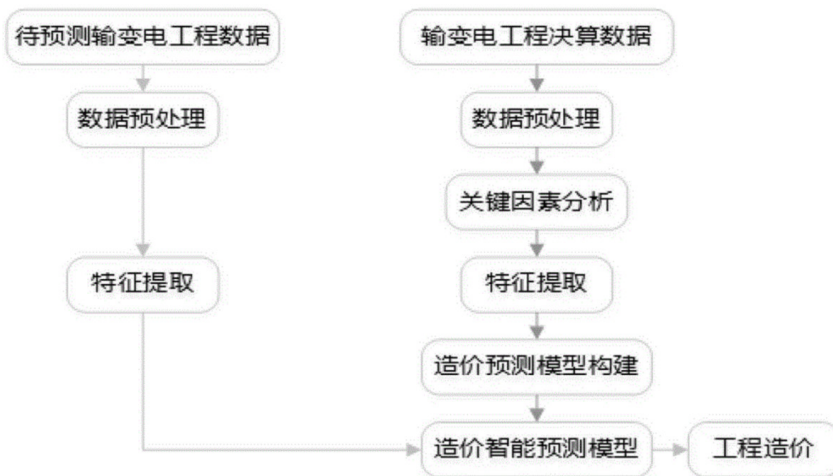 待预测输变电工程数据
输变电工程决算数据
数据预处理
数据预处理
关键因素分析
特征提取
特征提取
造价预测模型构建
造价智能预测模型
工程造价